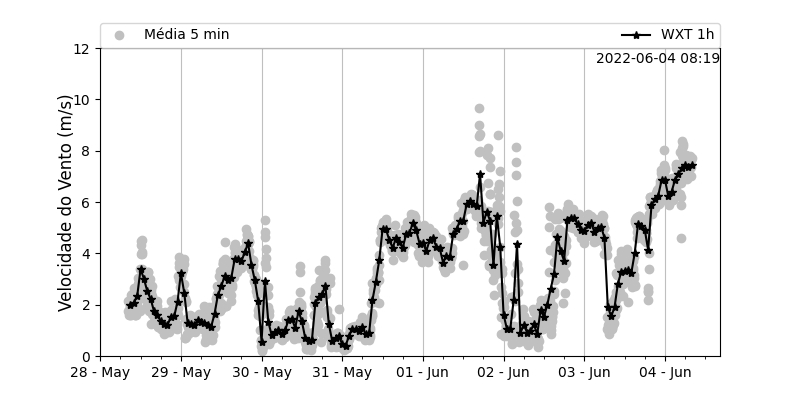 Média 5 min
WXT 1h
2022-06-04 08:19
Velocidade do Vento (m/s)
12
10
8
6
4
2
0
28 - May 29 - May 30 - May 31 - May 01 - Jun 02 - Jun 03 - Jun 04 - Jun